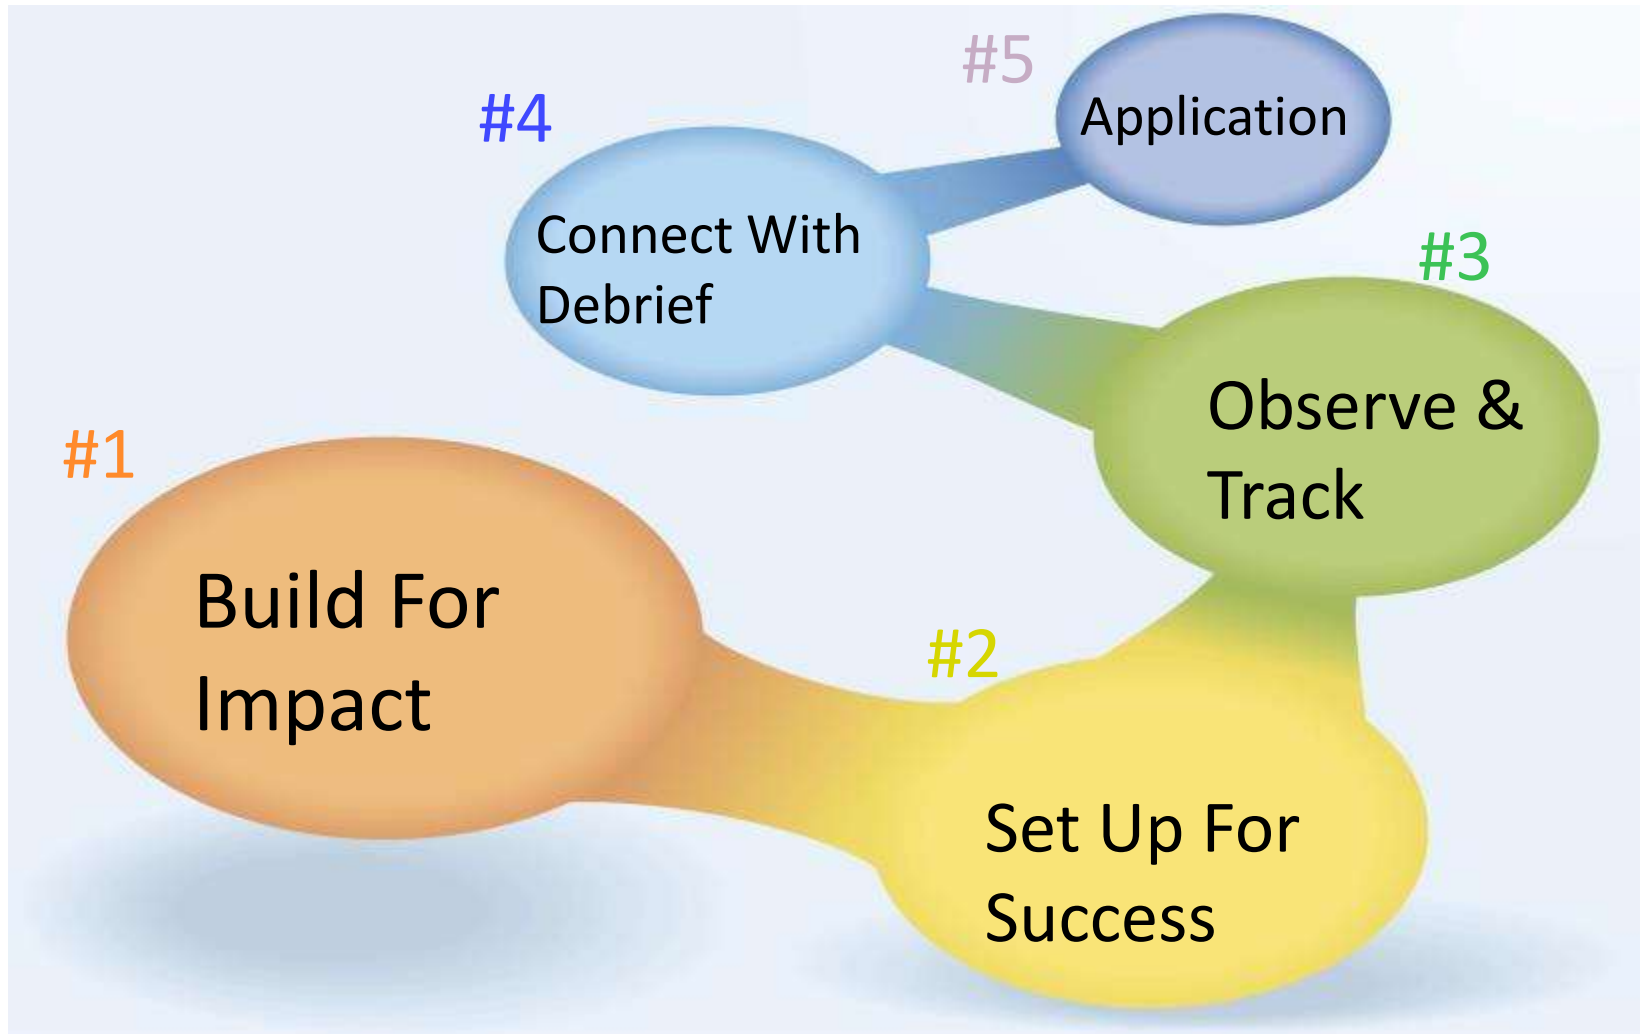 #1
Build For
Impact
#2
Set Up For
Success
#3
Observe &
Track
#4
Connect With
Debrief
#5
Application